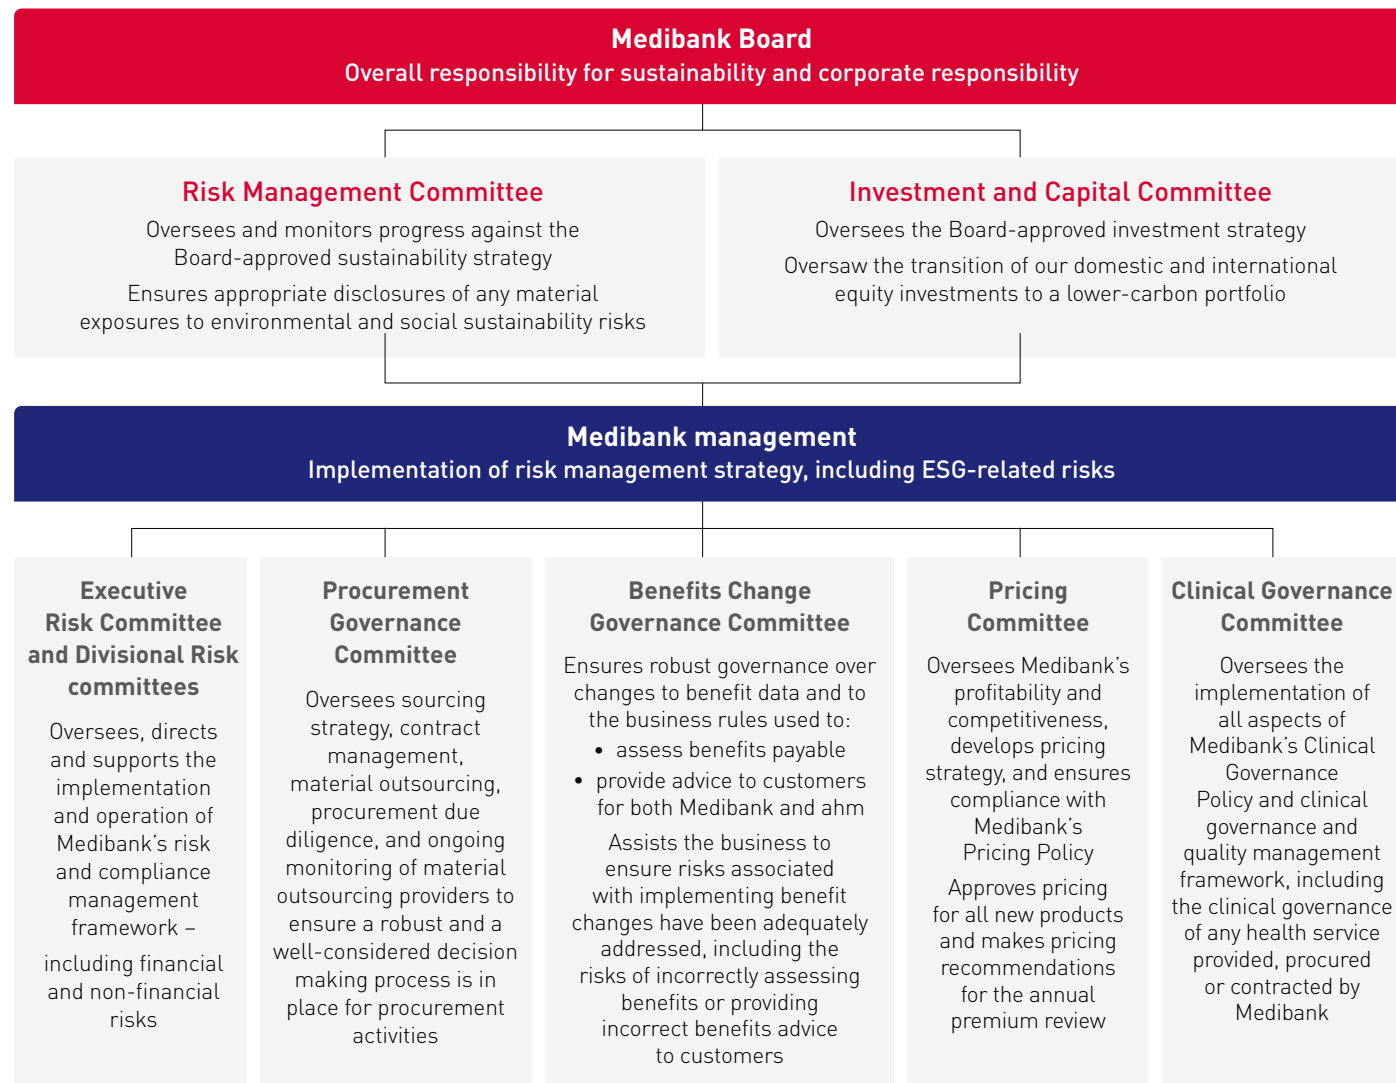 Medibank Board
Overall responsibility for sustainability and corporate responsibility
Risk Management Committee
Oversees and monitors progress against the
Board-approved sustainability strategy
Ensures appropriate disclosures of any material
exposures to environmental and social sustainability risks
Investment and Capital Committee
Oversees the Board-approved investment strategy
Oversaw the transition of our domestic and international
equity investments to a lower-carbon portfolio
Medibank management
Implementation of risk management strategy, including ESG-related risks
Executive
Risk Committee
and Divisional Risk
committees
Oversees, directs
and supports the
implementation
and operation of
Medibank's risk
and compliance
management
framework –
including financial
and non-financial
risks
Procurement
Governance
Committee
Oversees sourcing
strategy, contract
management,
material outsourcing,
procurement due
diligence, and ongoing
monitoring of material
outsourcing providers to
ensure a robust and a
well-considered decision
making process is in
place for procurement
activities
Benefits Change
Governance Committee
Ensures robust governance over
changes to benefit data and to
the business rules used to:
• assess benefits payable
• provide advice to customers
for both Medibank and ahm
Assists the business to
ensure risks associated
with implementing benefit
changes have been adequately
addressed, including the
risks of incorrectly assessing
benefits or providing
incorrect benefits advice
to customers
Pricing
Committee
Oversees Medibank's
profitability and
competitiveness,
develops pricing
strategy, and ensures
compliance with
Medibank's
Pricing Policy
Approves pricing
for all new products
and makes pricing
recommendations
for the annual
premium review
Clinical Governance
Committee
Oversees the
implementation of
all aspects of
Medibank's Clinical
Governance
Policy and clinical
governance and
quality management
framework, including
the clinical governance
of any health service
provided, procured
or contracted by
Medibank